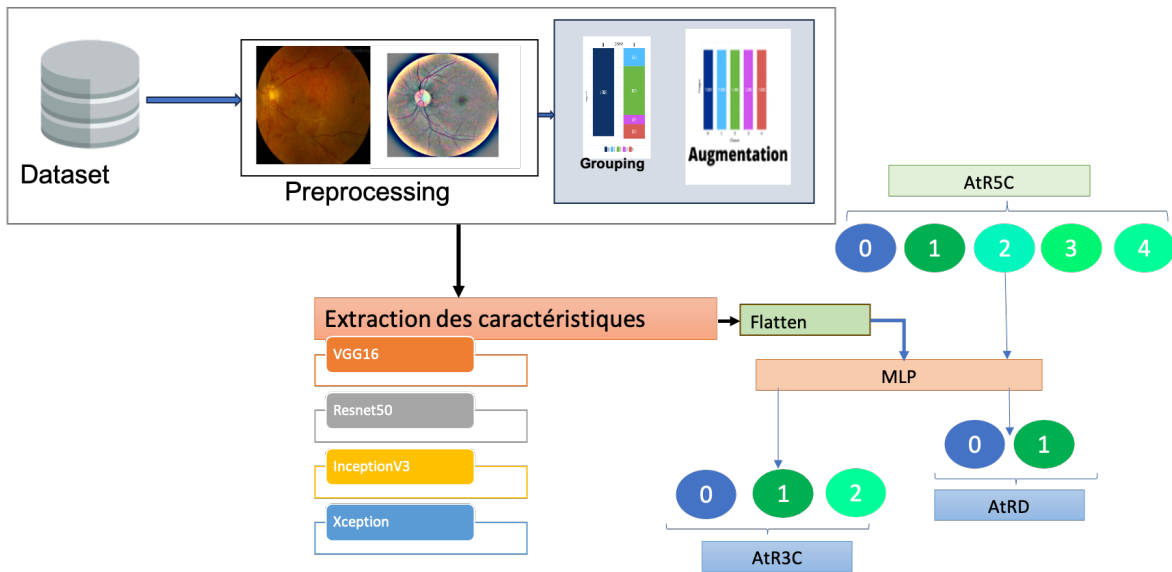 Dataset
Preprocessing
Grouping
Augmentation
AtR5C
0 1 2 3 4
Extraction des caractéristiques
Flatten
VGG16
MLP
Resnet50
0 1
InceptionV3
0 1 2
AtRD
Xception
AtR3C